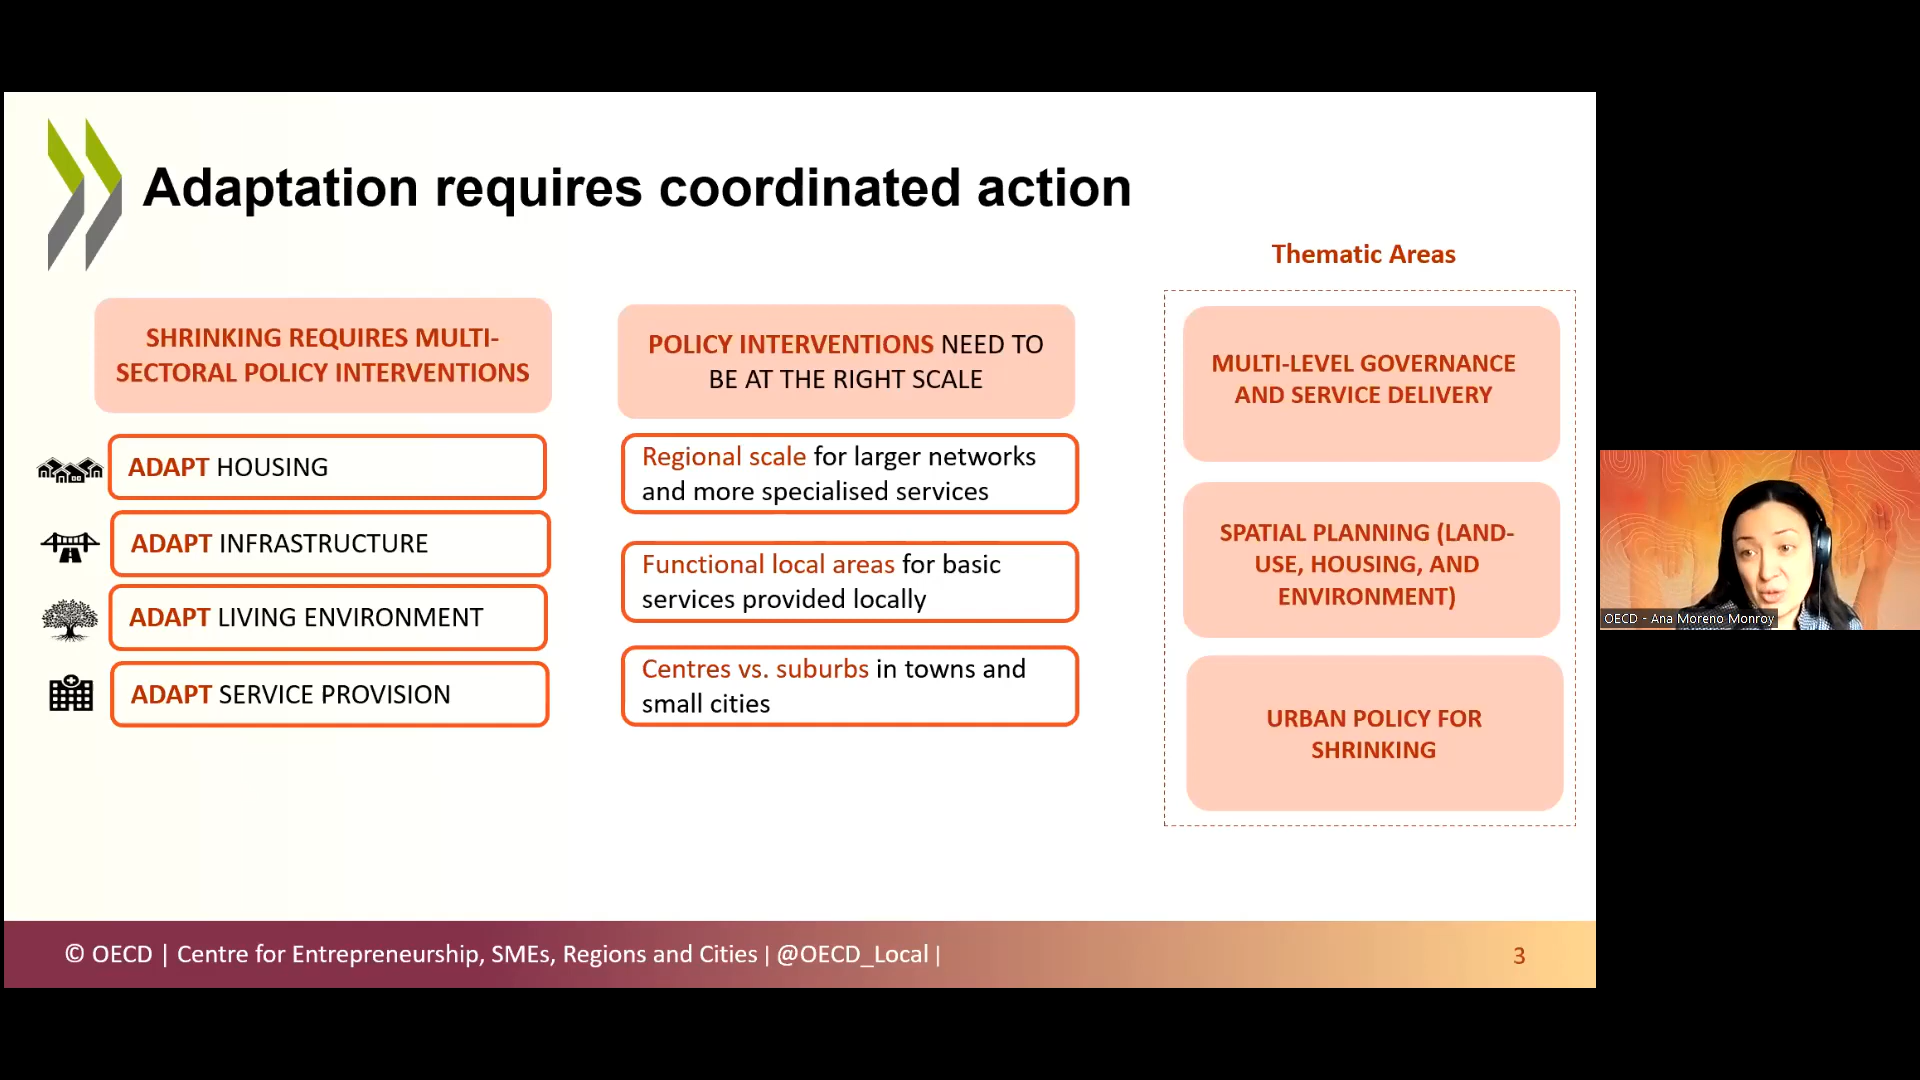 Adaptation requires coordinated action
SHRINKING REQUIRES MULTI-
SECTORAL POLICY INTERVENTIONS
ADAPT HOUSING
ADAPT INFRASTRUCTURE
ADAPT LIVING ENVIRONMENT
ADAPT SERVICE PROVISION
POLICY INTERVENTIONS NEED TO
BE AT THE RIGHT SCALE
Regional scale for larger networks
and more specialised services
Functional local areas for basic
services provided locally
Centres vs. suburbs in towns and
small cities
Thematic Areas
MULTI-LEVEL GOVERNANCE
AND SERVICE DELIVERY
SPATIAL PLANNING (LAND-
USE, HOUSING, AND
ENVIRONMENT)
URBAN POLICY FOR
SHRINKING
OECD - Ana Moreno Monroy
© OECD | Centre for Entrepreneurship, SMEs, Regions and Cities | @OECD_Local |
3